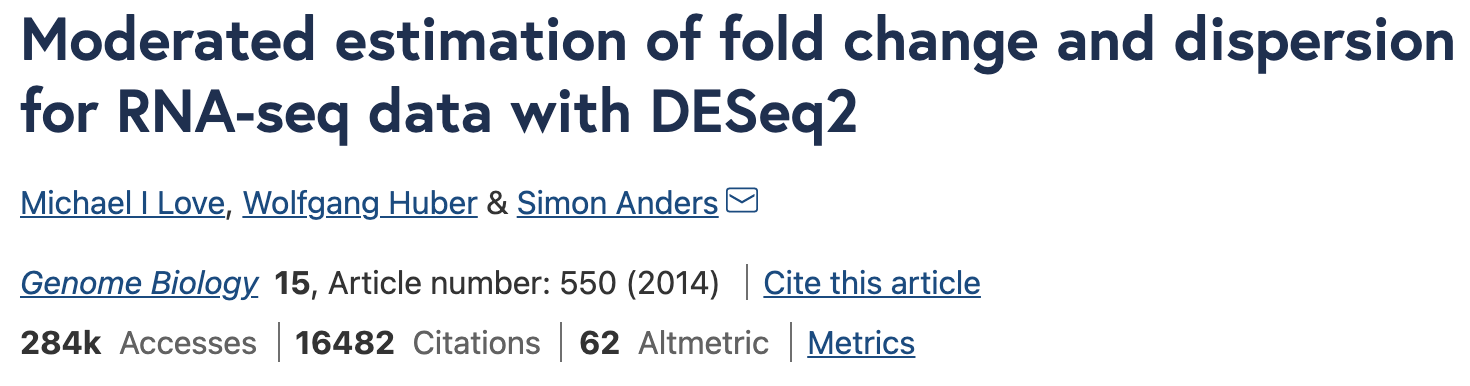 Moderated estimation of fold change and dispersion
for RNA-seq data with DESeq2
Michael I Love, Wolfgang Huber & Simon Anders
Genome Biology 15, Article number: 550 (2014) | Cite this article
284k Accesses | 16482 Citations | 62 Altmetric | Metrics